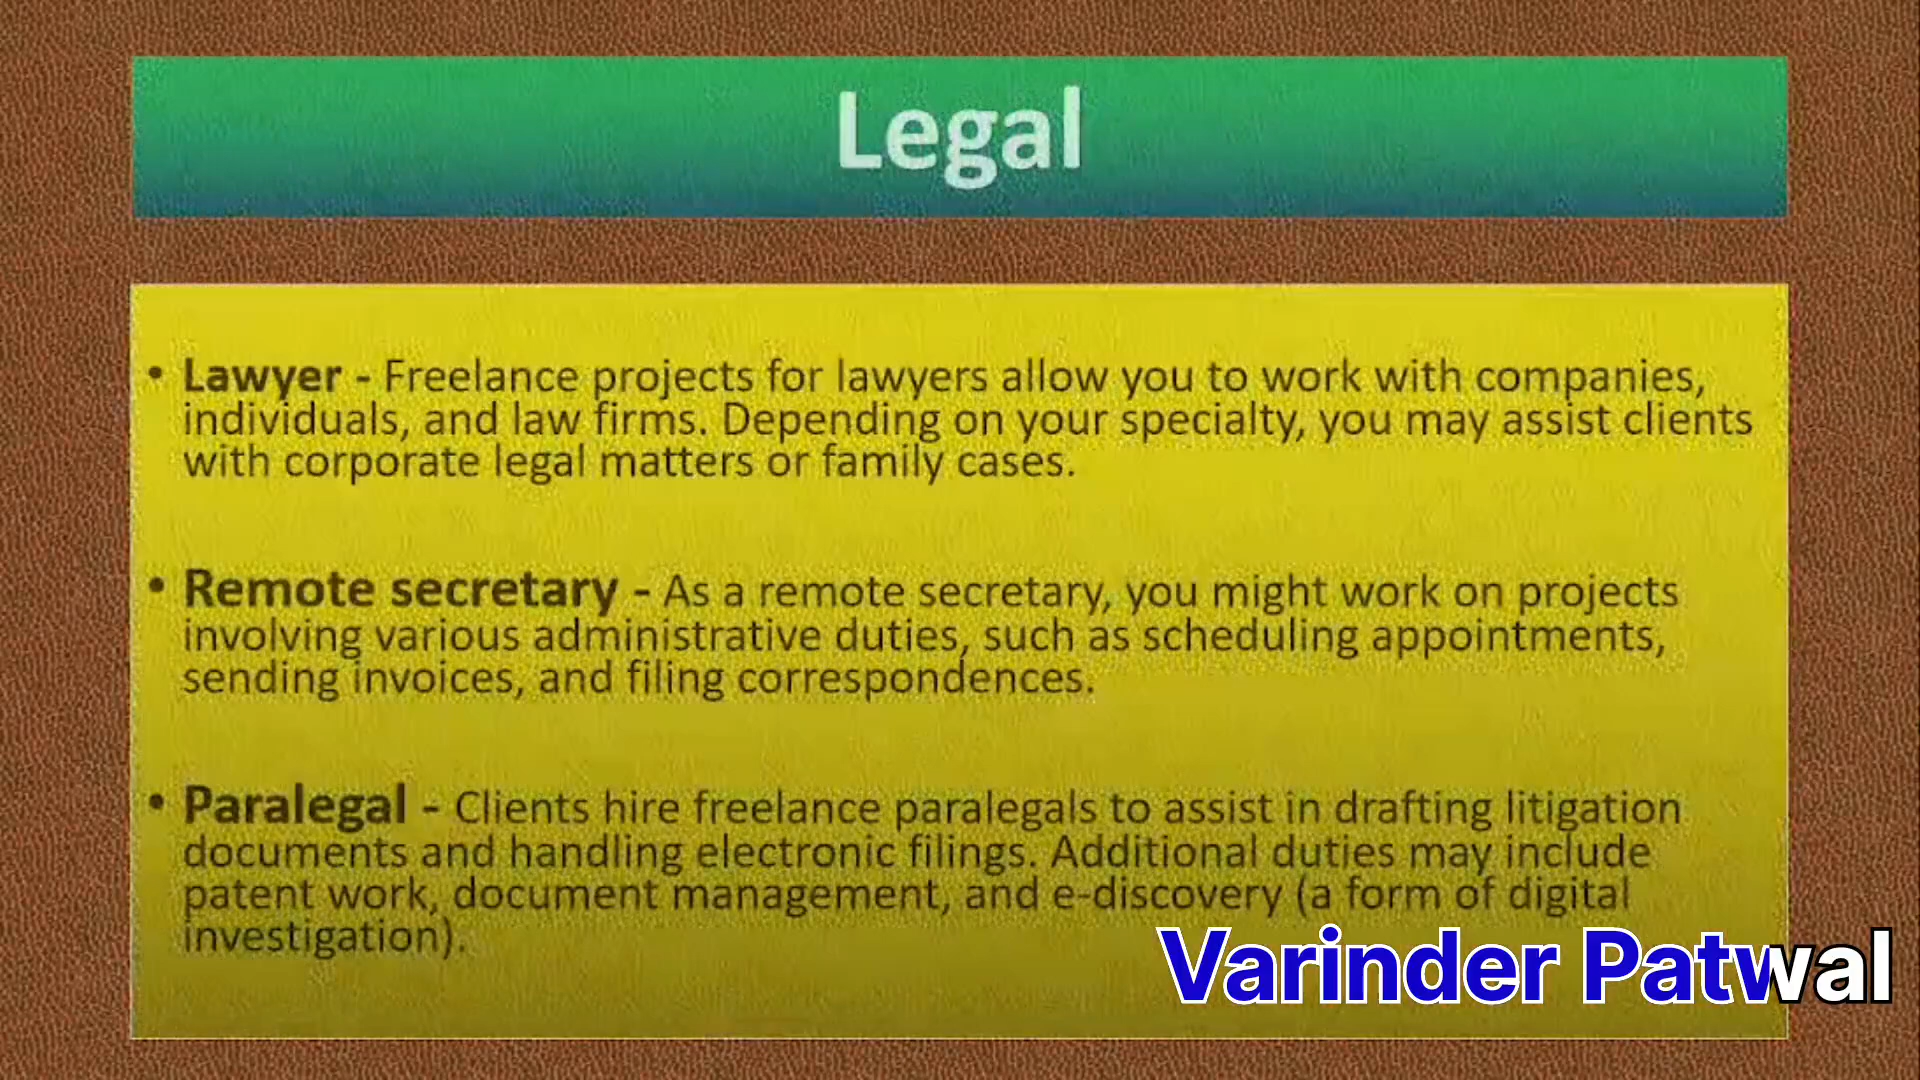 Legal
• Lawyer - Freelance projects for lawyers allow you to work with companies,
individuals, and law firms. Depending on your specialty, you may assist clients
with corporate legal matters or family cases.
• Remote secretary - As a remote secretary, you might work on projects
involving various administrative duties, such as scheduling appointments,
sending invoices, and filing correspondences.
• Paralegal - Clients hire freelance paralegals to assist in drafting litigation
documents and handling electronic filings. Additional duties may include
patent work, document management, and e-discovery (a form of digital
investigation).
Varinder Patwal